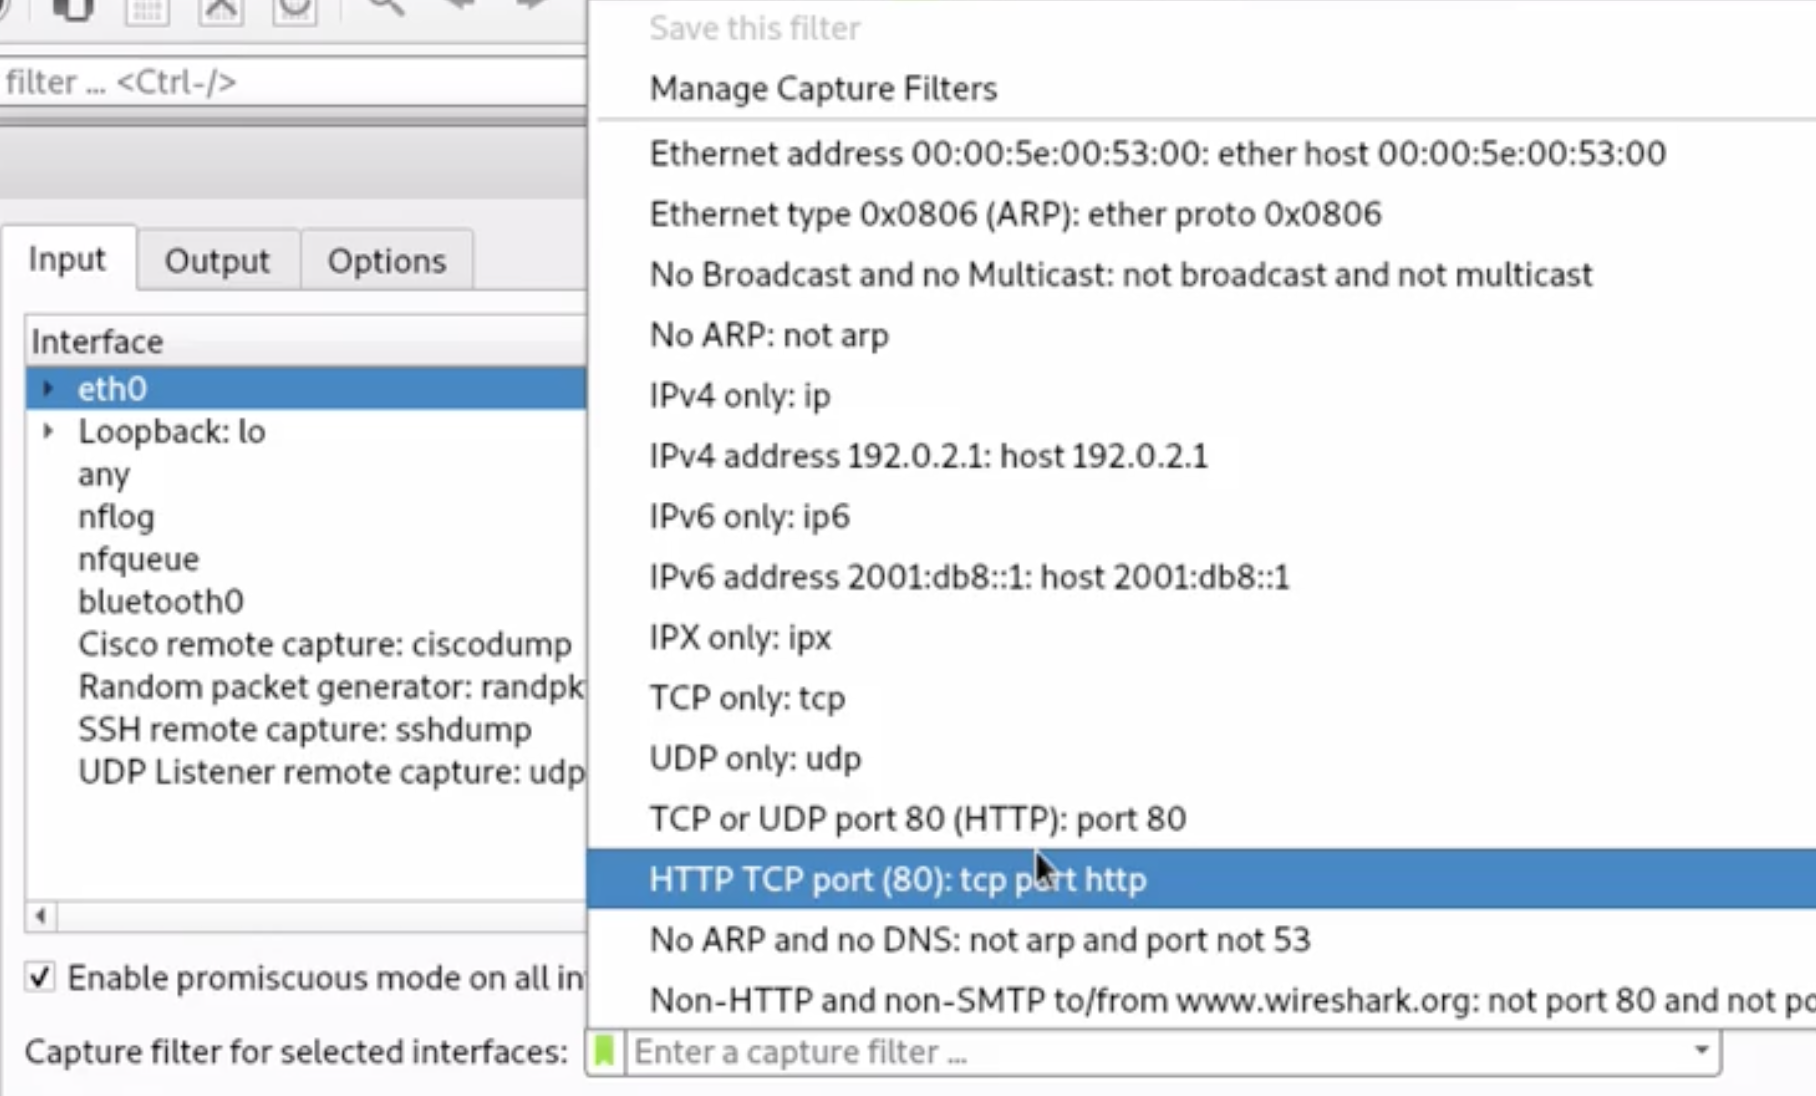 filter ... <Ctrl-/>
Input
Output
Options
Interface
eth0
Loopback: lo
any
nflog
nfqueue
bluetooth0
Cisco remote capture: ciscodump
Random packet generator: randpk
SSH remote capture: sshdump
UDP Listener remote capture: udp
Enable promiscuous mode on all in
Capture filter for selected interfaces:
Enter a capture filter ...
Save this filter
Manage Capture Filters
Ethernet address 00:00:5e:00:53:00: ether host 00:00:5e:00:53:00
Ethernet type 0x0806 (ARP): ether proto 0x0806
No Broadcast and no Multicast: not broadcast and not multicast
No ARP: not arp
IPv4 only: ip
IPv4 address 192.0.2.1: host 192.0.2.1
IPv6 only: ip6
IPv6 address 2001:db8::1: host 2001:db8::1
IPX only: ipx
TCP only: tcp
UDP only: udp
TCP or UDP port 80 (HTTP): port 80
HTTP TCP port (80): tcp port http
No ARP and no DNS: not arp and port not 53
Non-HTTP and non-SMTP to/from www.wireshark.org: not port 80 and not po